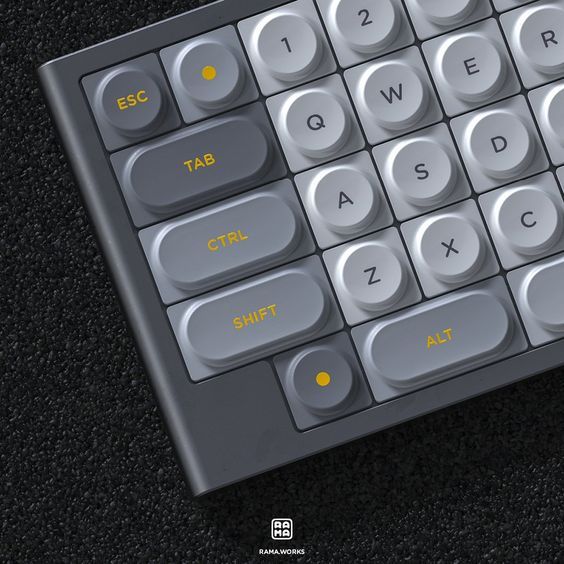 1 2
ESC
Q W E R
TAB
A S D
CTRL
Z X C
SHIFT
ALT
RAMA
RAMA.WORKS